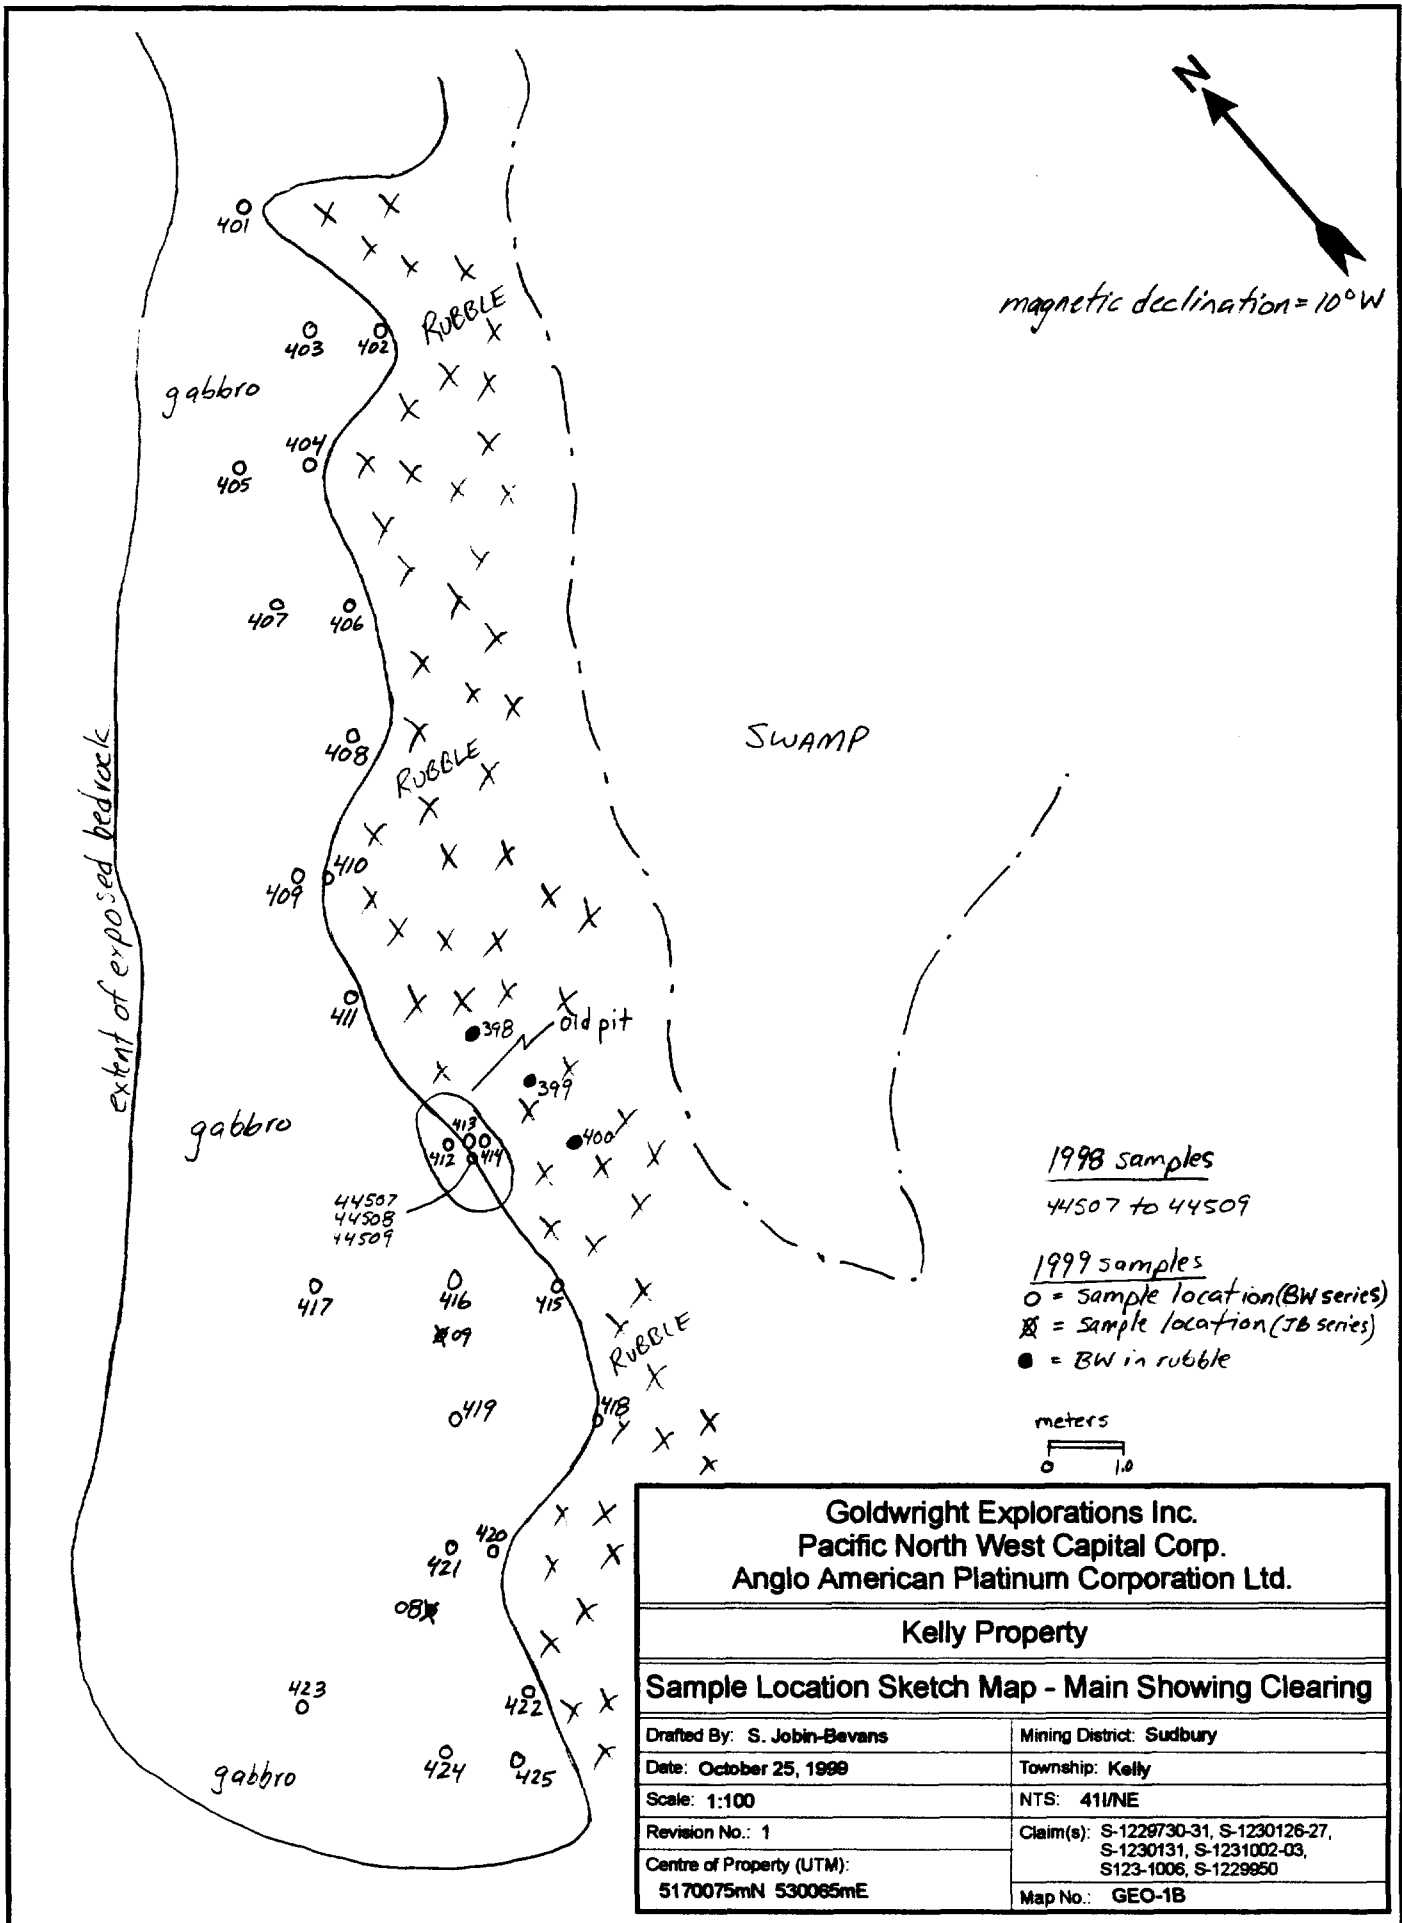 N
magnetic declination = 10° W
401
RUBBLE
403
402
gabbro
404
405
407
406
408
RUBBLE
SWAMP
extent of exposed bedrock
410
409
411
398
old pit
399
gabbro
413
400
412
414
44507
44508
44509
1998 samples
44507 to 44509
417
416
415
09
1999 samples
O = sample location (BW series)
= sample location (JB series)
= BW in rubble
RUBBLE
419
418
meters
0 1.0
420
421
08
423
422
gabbro
424
425
Goldwright Explorations Inc.
Pacific North West Capital Corp.
Anglo American Platinum Corporation Ltd.
Kelly Property
Sample Location Sketch Map - Main Showing Clearing
Drafted By: S. Jobin-Bevans
Mining District: Sudbury
Date: October 25, 1999
Township: Kelly
Scale: 1:100
NTS: 41I/NE
Revision No.: 1
Claim(s): S-1229730-31, S-1230126-27,
S-1230131, S-1231002-03,
S123-1006, S-1229950
Centre of Property (UTM):
5170075mN 530065mE
Map No.: GEO-1B